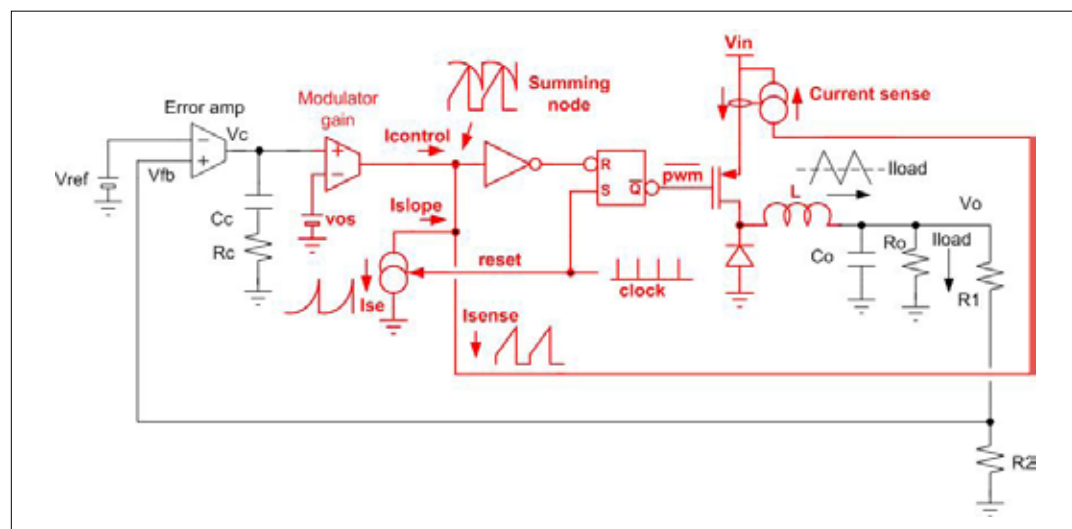 Vin
Summing
node
Current sense
Modulator
gain
Error amp
Vc
Icontrol
R
S
Q
pwm
Iload
L
Vref
Vfb
vos
Islope
Vo
Cc
Rc
Co
Ro
Iload
R1
reset
clock
Ise
Isense
R2